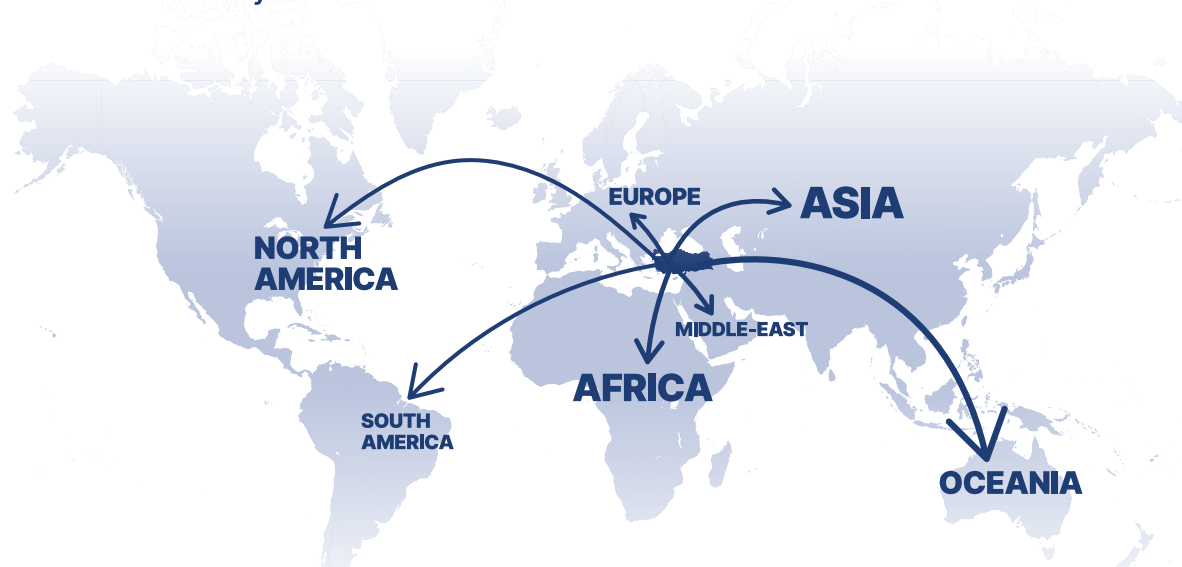 EUROPE
ASIA
NORTH
AMERICA
MIDDLE-EAST
AFRICA
SOUTH
AMERICA
OCEANIA